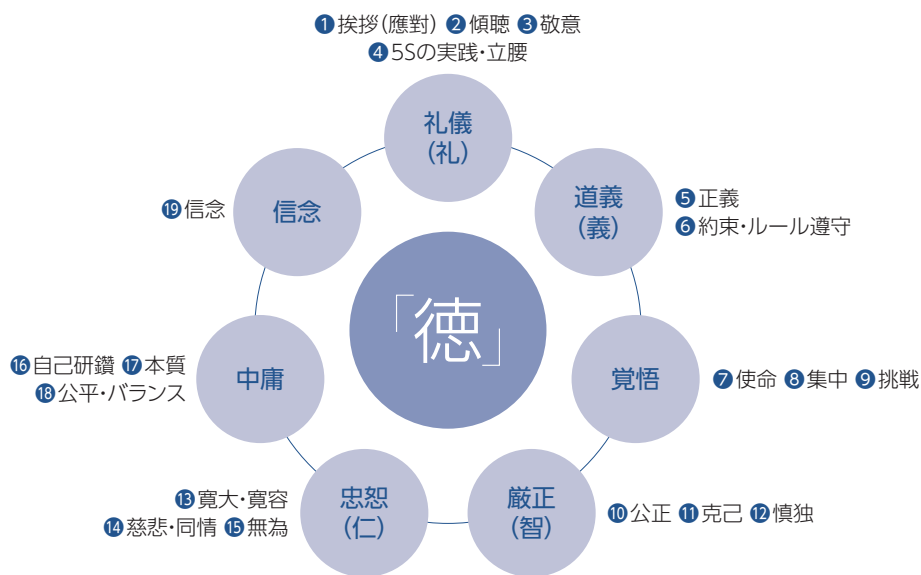 ❶挨拶(應對) ❷傾聴 ❸敬意
❹5Sの実践・立腰
礼儀
(礼)
道義
(義)
❺正義
❻約束・ルール遵守
覚悟
❼使命 ❽集中 ❾挑戦
厳正
(智)
❿公正 ⓫克己 ⓬慎独
忠恕
(仁)
⓭寛大・寛容
⓮慈悲・同情 ⓯無為
中庸
⓰自己研鑽 ⓱本質
⓲公平・バランス
信念
⓳信念
「徳」